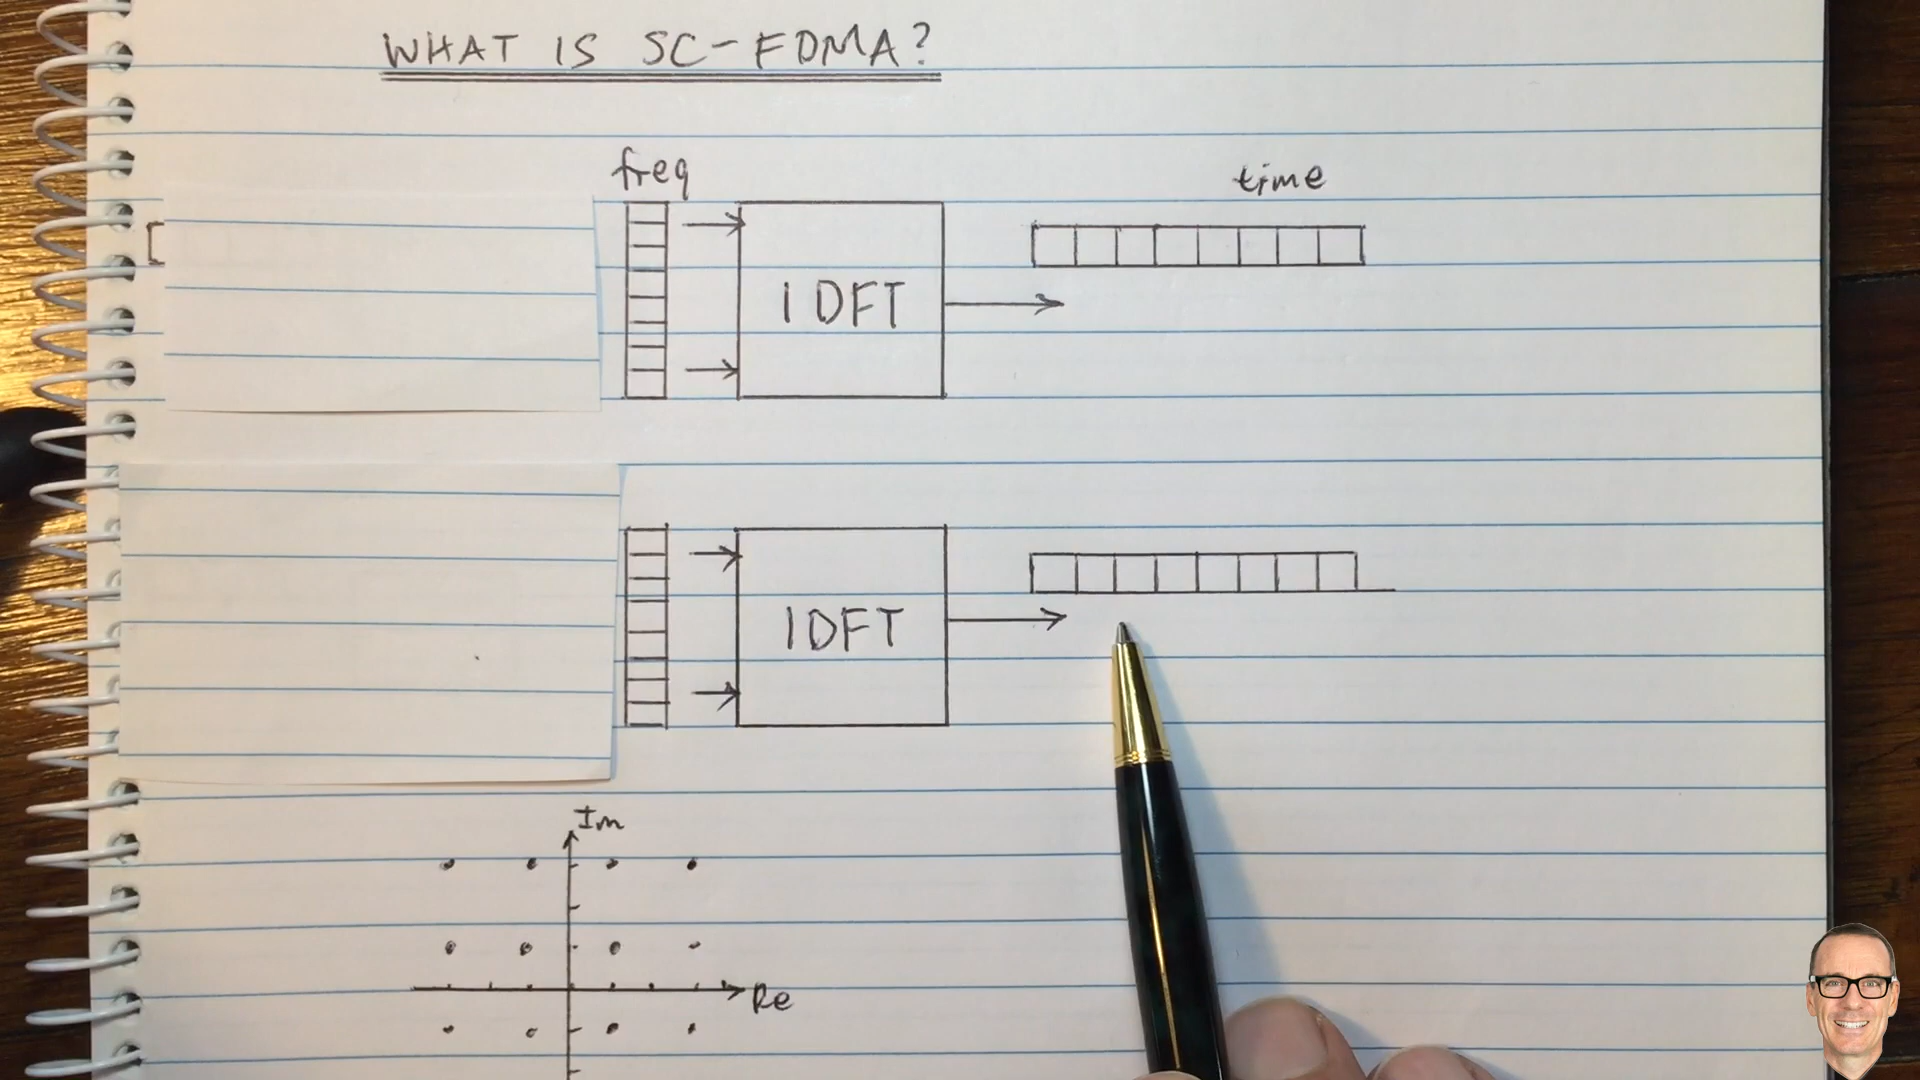 WHAT IS SC-FDMA?
freq
time
IDFT
IDFT
Im
Re